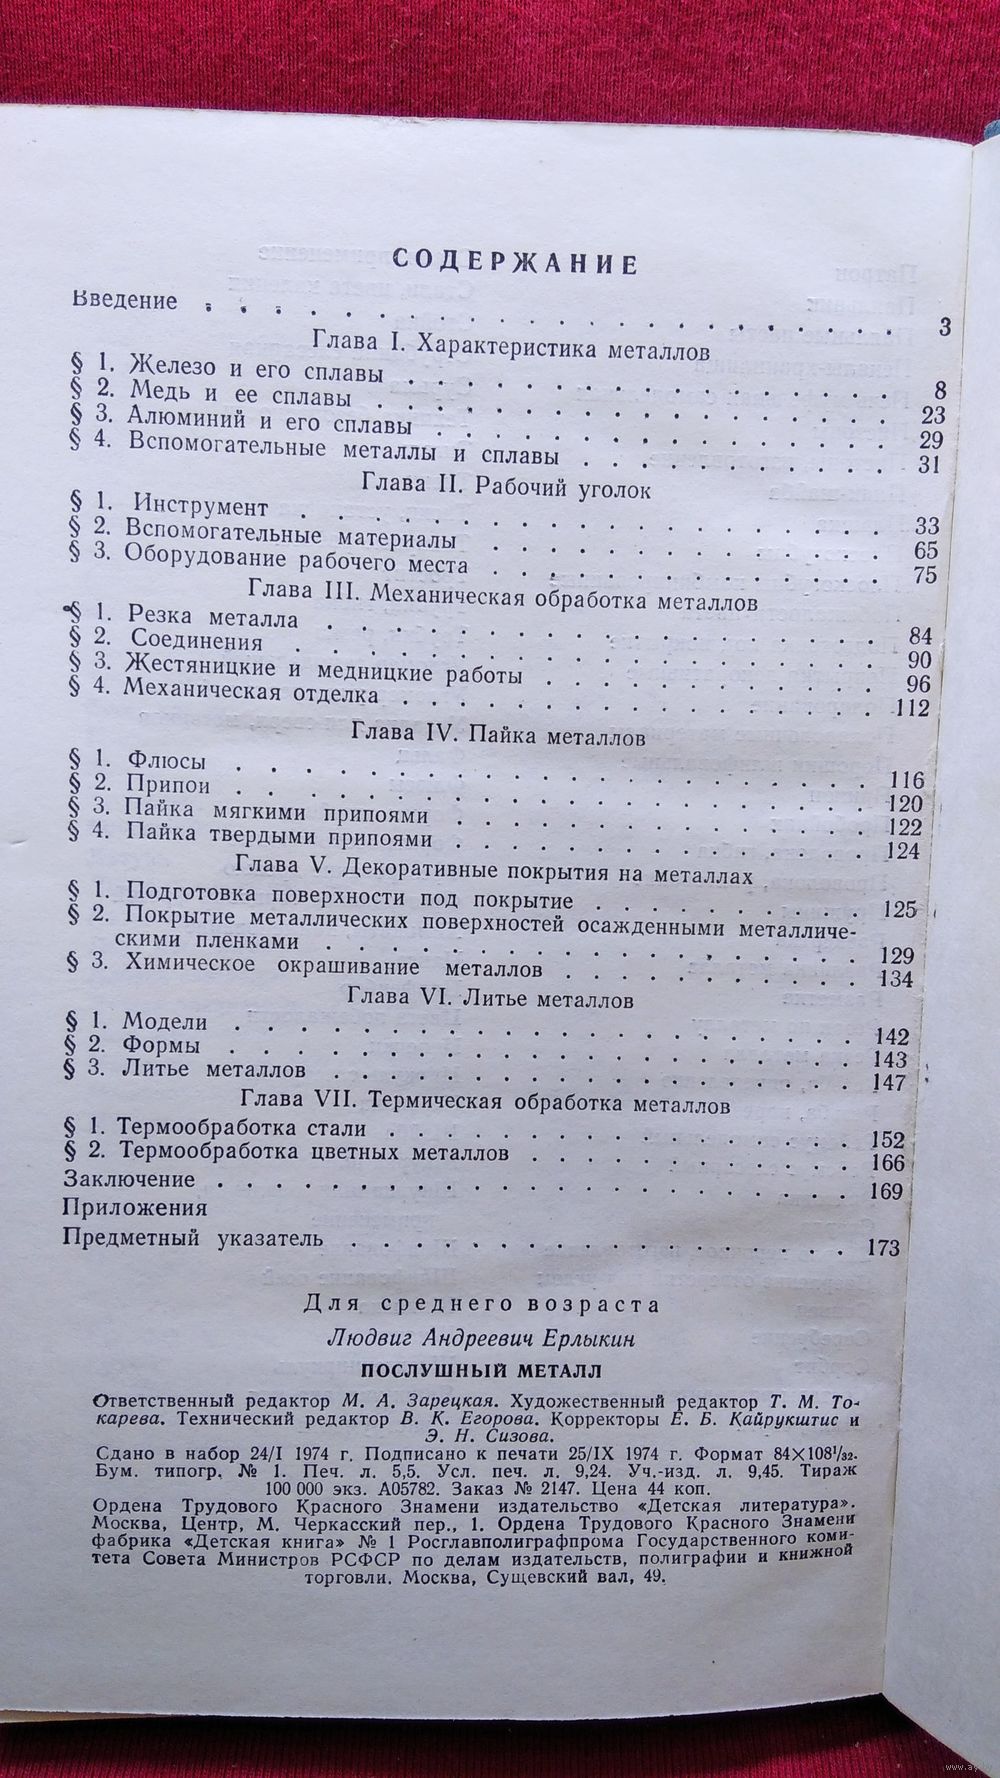 СОДЕРЖАНИЕ
Введение . . . . . . . . . . . . . . . . . . . . 3
Глава I. Характеристика металлов
§ 1. Железо и его сплавы . . . . . . . . . . . . . . 8
§ 2. Медь и ее сплавы . . . . . . . . . . . . . . . 23
§ 3. Алюминий и его сплавы . . . . . . . . . . . . . 29
§ 4. Вспомогательные металлы и сплавы . . . . . . . . . 31
Глава II. Рабочий уголок
§ 1. Инструмент . . . . . . . . . . . . . . . . . 33
§ 2. Вспомогательные материалы . . . . . . . . . . . . 65
§ 3. Оборудование рабочего места . . . . . . . . . . . 75
Глава III. Механическая обработка металлов
§ 1. Резка металла . . . . . . . . . . . . . . . . 84
§ 2. Соединения . . . . . . . . . . . . . . . . . 90
§ 3. Жестяницкие и медницкие работы . . . . . . . . . . 96
§ 4. Механическая отделка . . . . . . . . . . . . . . 112
Глава IV. Пайка металлов
§ 1. Флюсы . . . . . . . . . . . . . . . . . . . 116
§ 2. Припои . . . . . . . . . . . . . . . . . . . 120
§ 3. Пайка мягкими припоями . . . . . . . . . . . . . 122
§ 4. Пайка твердыми припоями . . . . . . . . . . . . . 124
Глава V. Декоративные покрытия на металлах
§ 1. Подготовка поверхности под покрытие . . . . . . . . . 125
§ 2. Покрытие металлических поверхностей осажденными металличе-
скими пленками . . . . . . . . . . . . . . . . 129
§ 3. Химическое окрашивание металлов . . . . . . . . . 134
Глава VI. Литье металлов
§ 1. Модели . . . . . . . . . . . . . . . . . . . 142
§ 2. Формы . . . . . . . . . . . . . . . . . . . 143
§ 3. Литье металлов . . . . . . . . . . . . . . . . 147
Глава VII. Термическая обработка металлов
§ 1. Термообработка стали . . . . . . . . . . . . . . 152
§ 2. Термообработка цветных металлов . . . . . . . . . . 166
Заключение . . . . . . . . . . . . . . . . . . . 169
Приложения
Предметный указатель . . . . . . . . . . . . . . . 173
Для среднего возраста
Людвиг Андреевич Ерлыкин
ПОСЛУШНЫЙ МЕТАЛЛ
Ответственный редактор М. А. Зарецкая. Художественный редактор Т. М. То-
карева. Технический редактор В. К. Егорова. Корректоры Е. Б. Кайрукштис и
Э. Н. Сизова.
Сдано в набор 24/I 1974 г. Подписано к печати 25/IX 1974 г. Формат 84×108¹/₃₂.
Бум. типогр. № 1. Печ. л. 5,5. Усл. печ. л. 9,24. Уч.-изд. л. 9,45. Тираж
100 000 экз. А05782. Заказ № 2147. Цена 44 коп.
Ордена Трудового Красного Знамени издательство «Детская литература».
Москва, Центр, М. Черкасский пер., 1. Ордена Трудового Красного Знамени
фабрика «Детская книга» № 1 Росглавполиграфпрома Государственного коми-
тета Совета Министров РСФСР по делам издательств, полиграфии и книжной
торговли. Москва, Сущевский вал, 49.